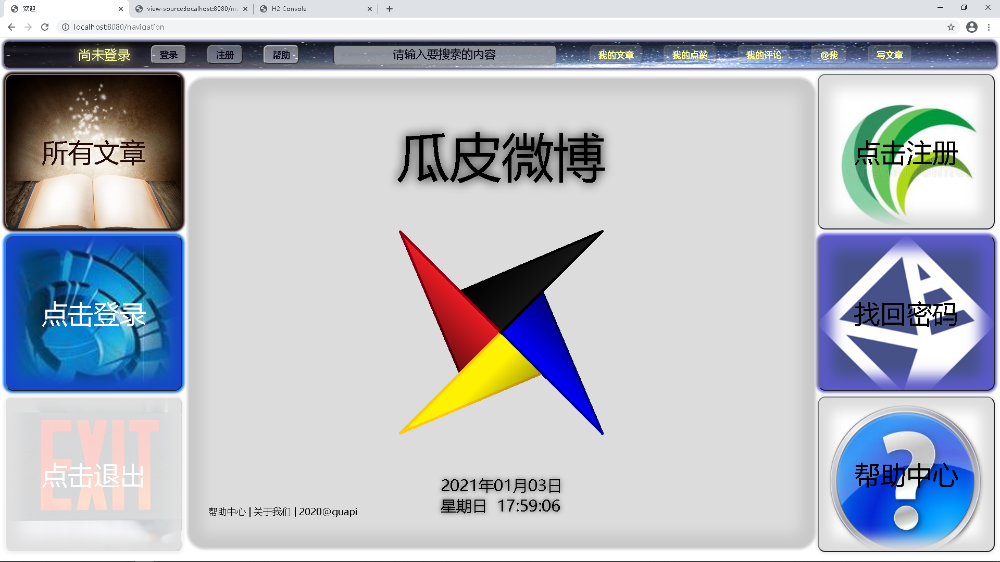 欢迎
view-source:localhost:8080/m
H2 Console
localhost:8080/navigation
尚未登录 登录 注册 帮助 请输入要搜索的内容 我的文章 我的点赞 我的评论 @我 写文章
所有文章
点击登录
EXIT
点击退出
瓜皮微博
2021年01月03日
星期日 17:59:06
帮助中心 | 关于我们 | 2020@guapi
点击注册
找回密码
帮助中心